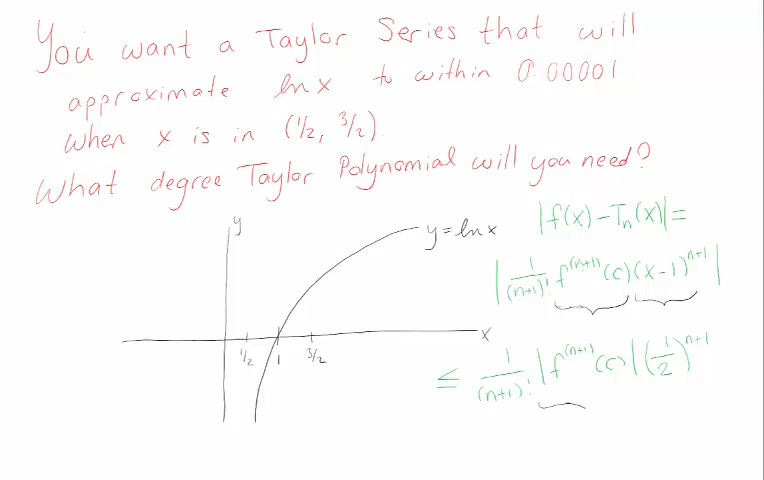 You want a Taylor Series that will
approximate ln x to within 0.00001
when x is in (1/2, 3/2).
What degree Taylor Polynomial will you need?
y
y=lnx
|f(x)-Tₙ(x)|=
|1/(n+1)! f⁽ⁿ⁺¹⁾(c)(x-1)ⁿ⁺¹|
x
1/2 1 3/2
≤ 1/(n+1)! |f⁽ⁿ⁺¹⁾(c)|(1/2)ⁿ⁺¹